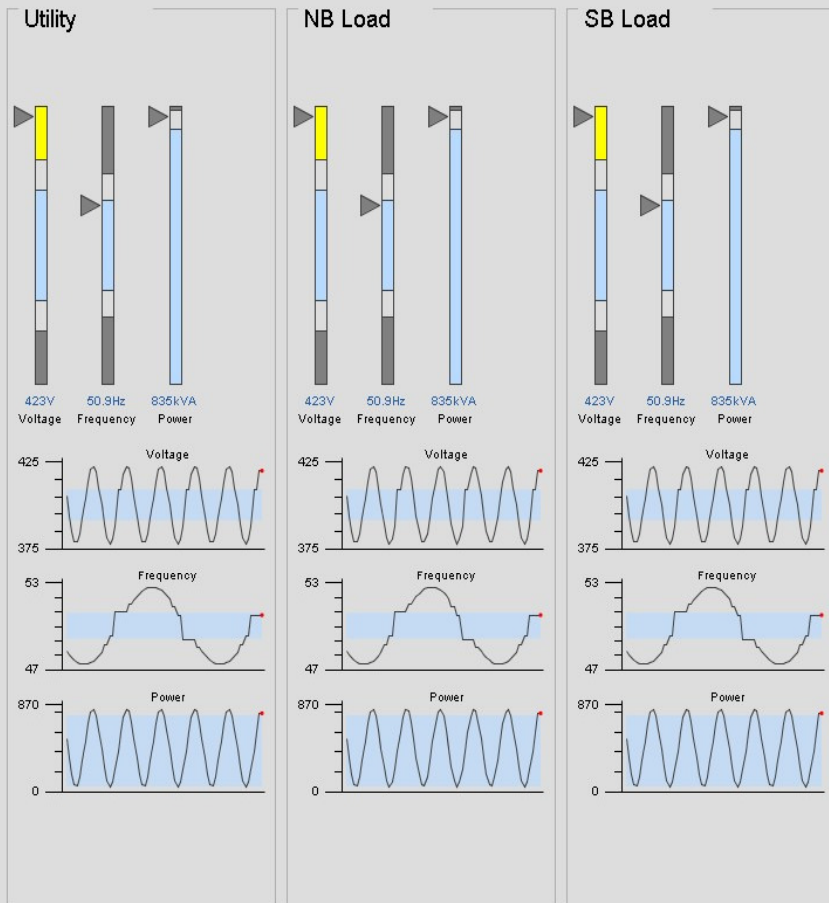 Utility
423V 50.9Hz 835kVA
Voltage Frequency Power
Voltage
425
375
Frequency
53
47
Power
870
0
NB Load
423V 50.9Hz 835kVA
Voltage Frequency Power
Voltage
425
375
Frequency
53
47
Power
870
0
SB Load
423V 50.9Hz 835kVA
Voltage Frequency Power
Voltage
425
375
Frequency
53
47
Power
870
0